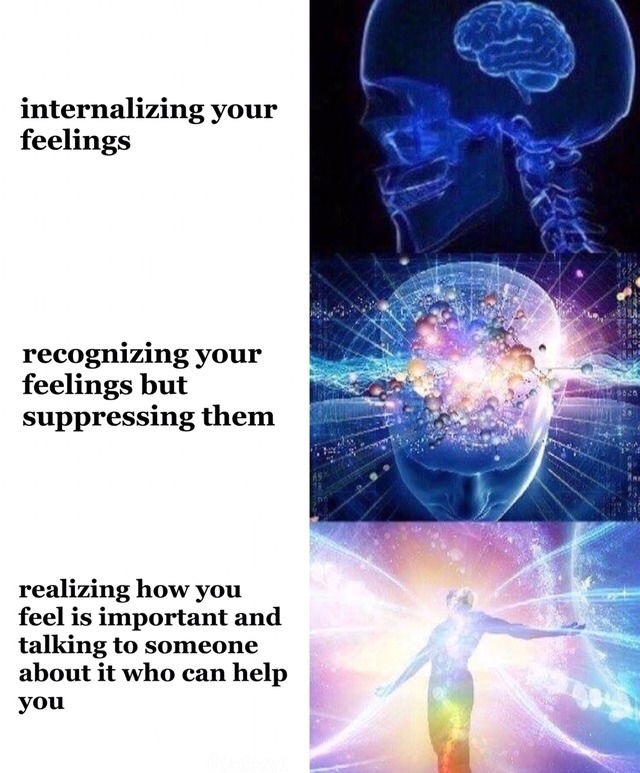 internalizing your
feelings
recognizing your
feelings but
suppressing them
realizing how you
feel is important and
talking to someone
about it who can help
you